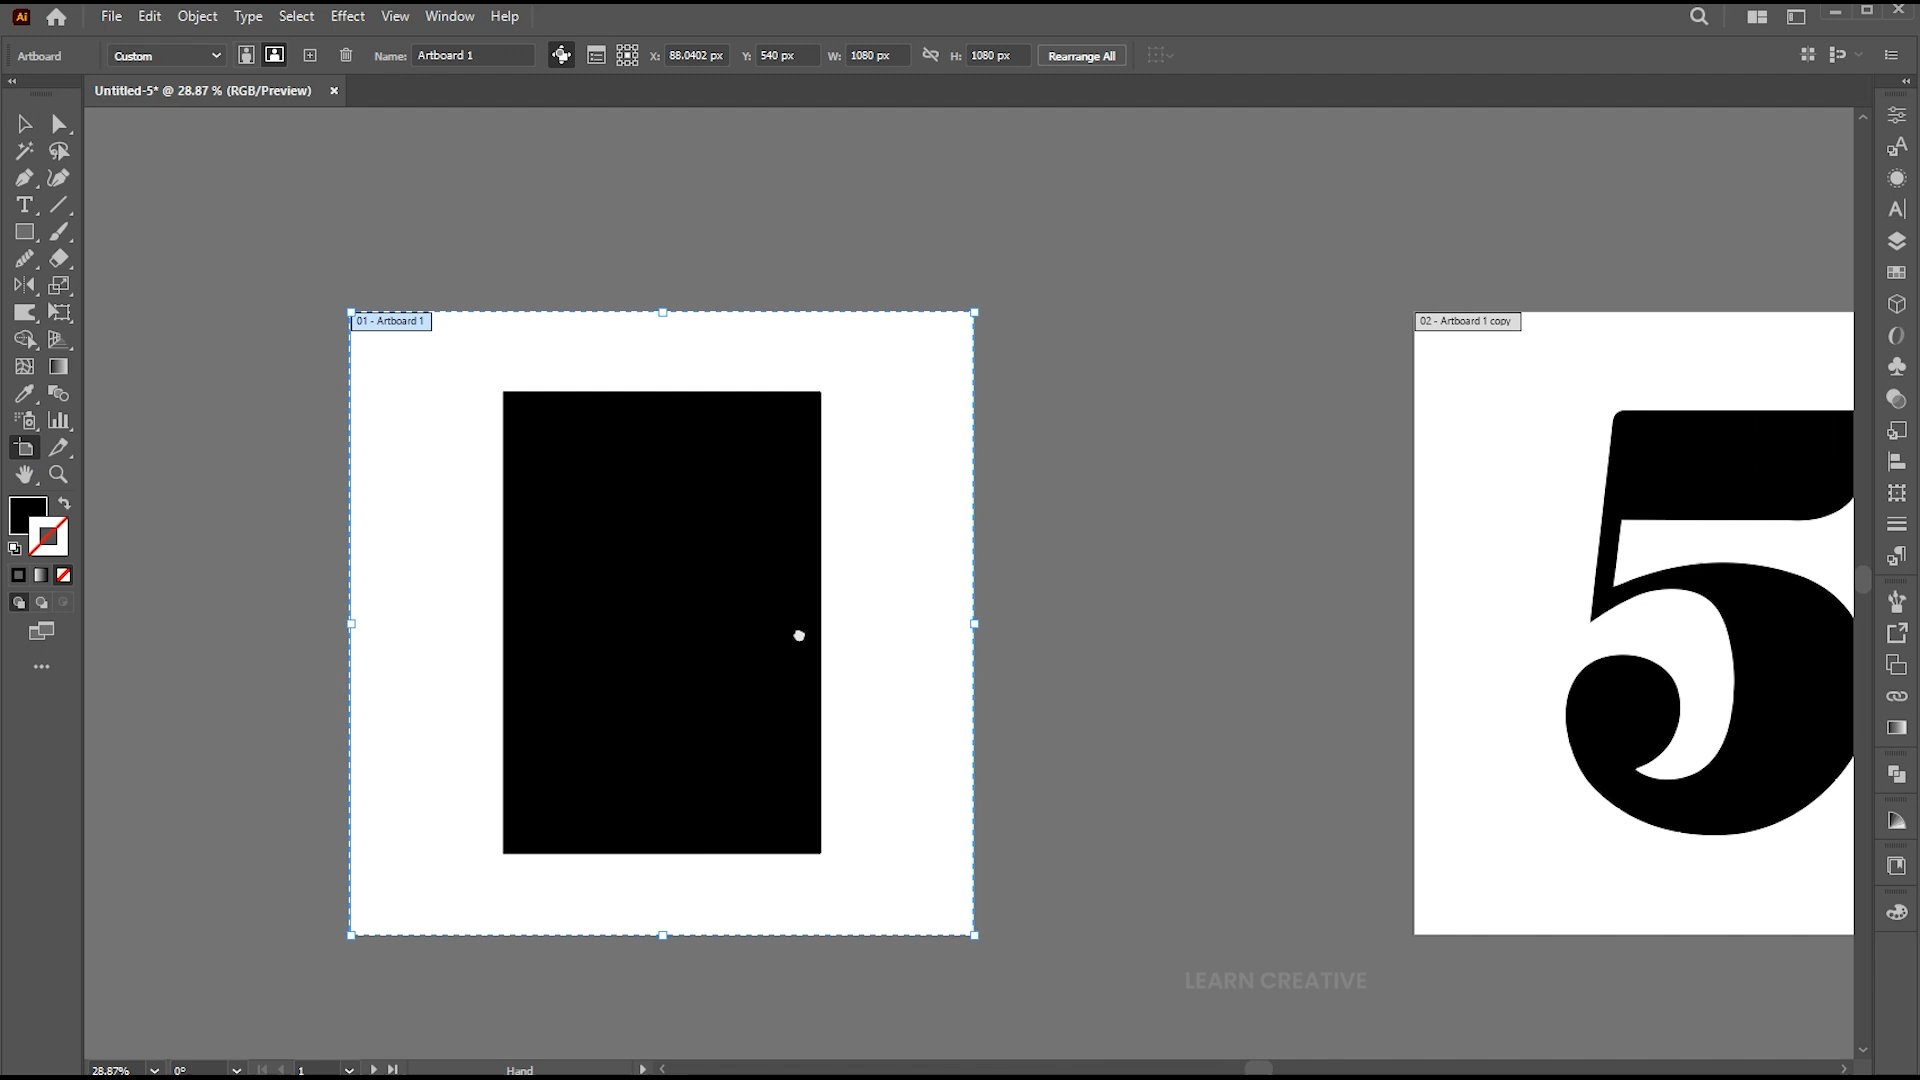 Ai File Edit Object Type Select Effect View Window Help
Artboard Custom Name: Artboard 1 X: 88.0402 px Y: 540 px W: 1080 px H: 1080 px Rearrange All
Untitled-5* @ 28.87 % (RGB/Preview) ×
01 - Artboard 1
02 - Artboard 1 copy
5
LEARN CREATIVE
28.87% 0° 1 Hand